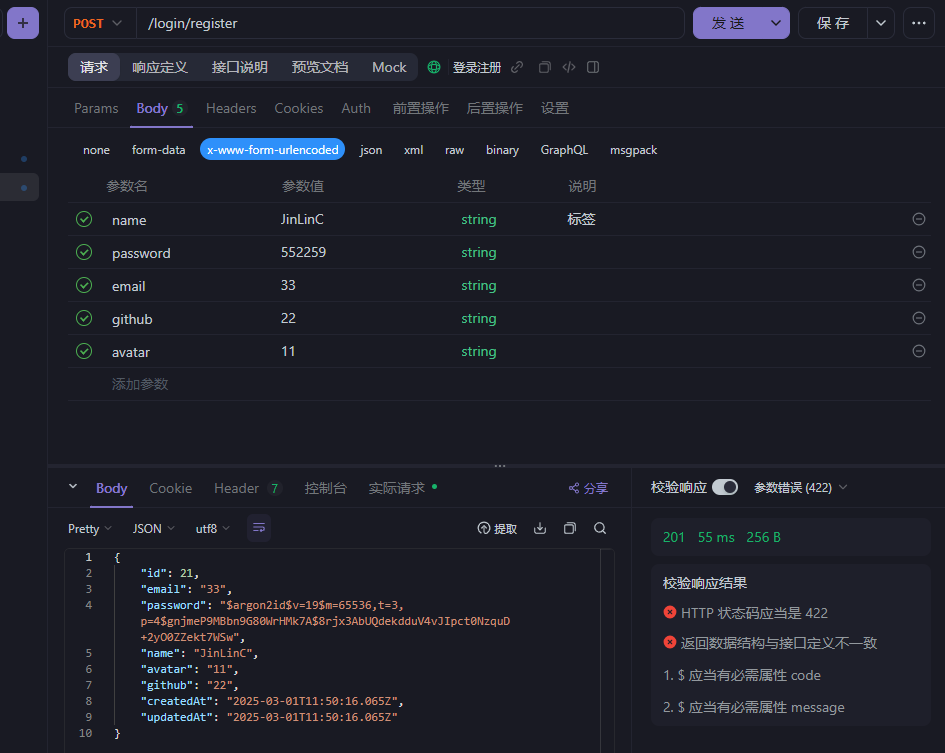 POST /login/register 发 送 保 存
请求 响应定义 接口说明 预览文档 Mock 登录注册
Params Body 5 Headers Cookies Auth 前置操作 后置操作 设置
none form-data x-www-form-urlencoded json xml raw binary GraphQL msgpack
参数名 参数值 类型 说明
name JinLinC string 标签
password 552259 string
email 33 string
github 22 string
avatar 11 string
添加参数
Body Cookie Header 7 控制台 实际请求 分享
Pretty JSON utf8 提取
1 {
2 "id": 21,
3 "email": "33",
4 "password": "$argon2id$v=19$m=65536,t=3,
p=4$gnjmeP9MBbn9G80WrHMk7A$8rjx3AbUQdekdduV4vJIpct0NzquD
+2yO0ZZekt7WSw",
5 "name": "JinLinC",
6 "avatar": "11",
7 "github": "22",
8 "createdAt": "2025-03-01T11:50:16.065Z",
9 "updatedAt": "2025-03-01T11:50:16.065Z"
10 }
校验响应 参数错误 (422)
201 55 ms 256 B
校验响应结果
HTTP 状态码应当是 422
返回数据结构与接口定义不一致
1. $ 应当有必需属性 code
2. $ 应当有必需属性 message